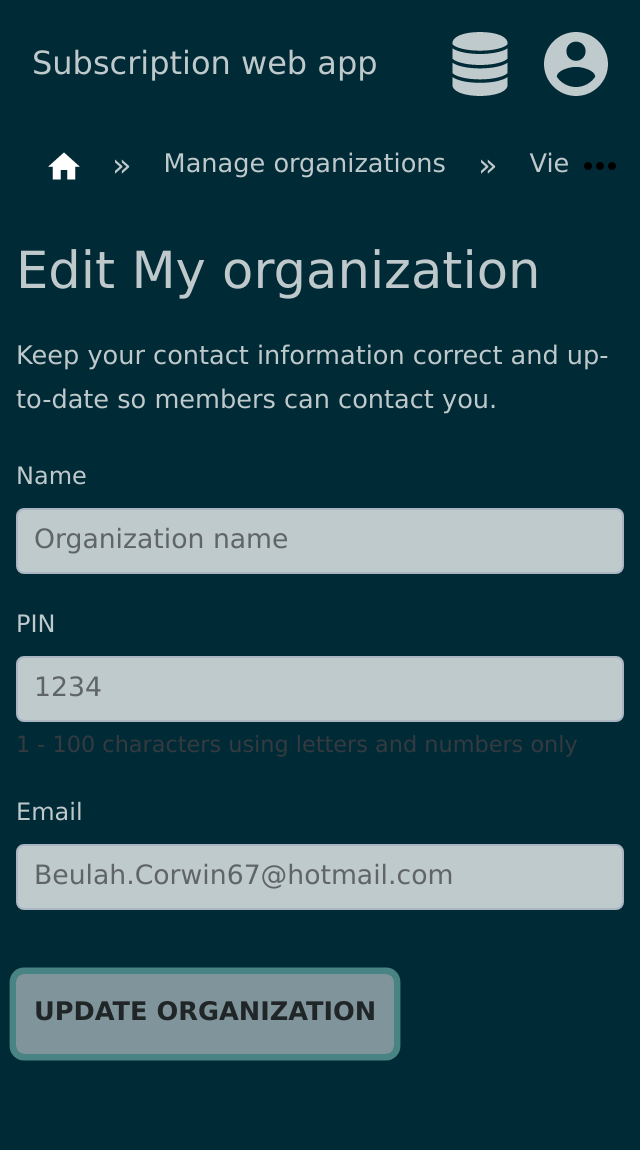 Subscription web app
» Manage organizations » Vie •••
Edit My organization
Keep your contact information correct and up-
to-date so members can contact you.
Name
Organization name
PIN
1234
1 - 100 characters using letters and numbers only
Email
Beulah.Corwin67@hotmail.com
UPDATE ORGANIZATION